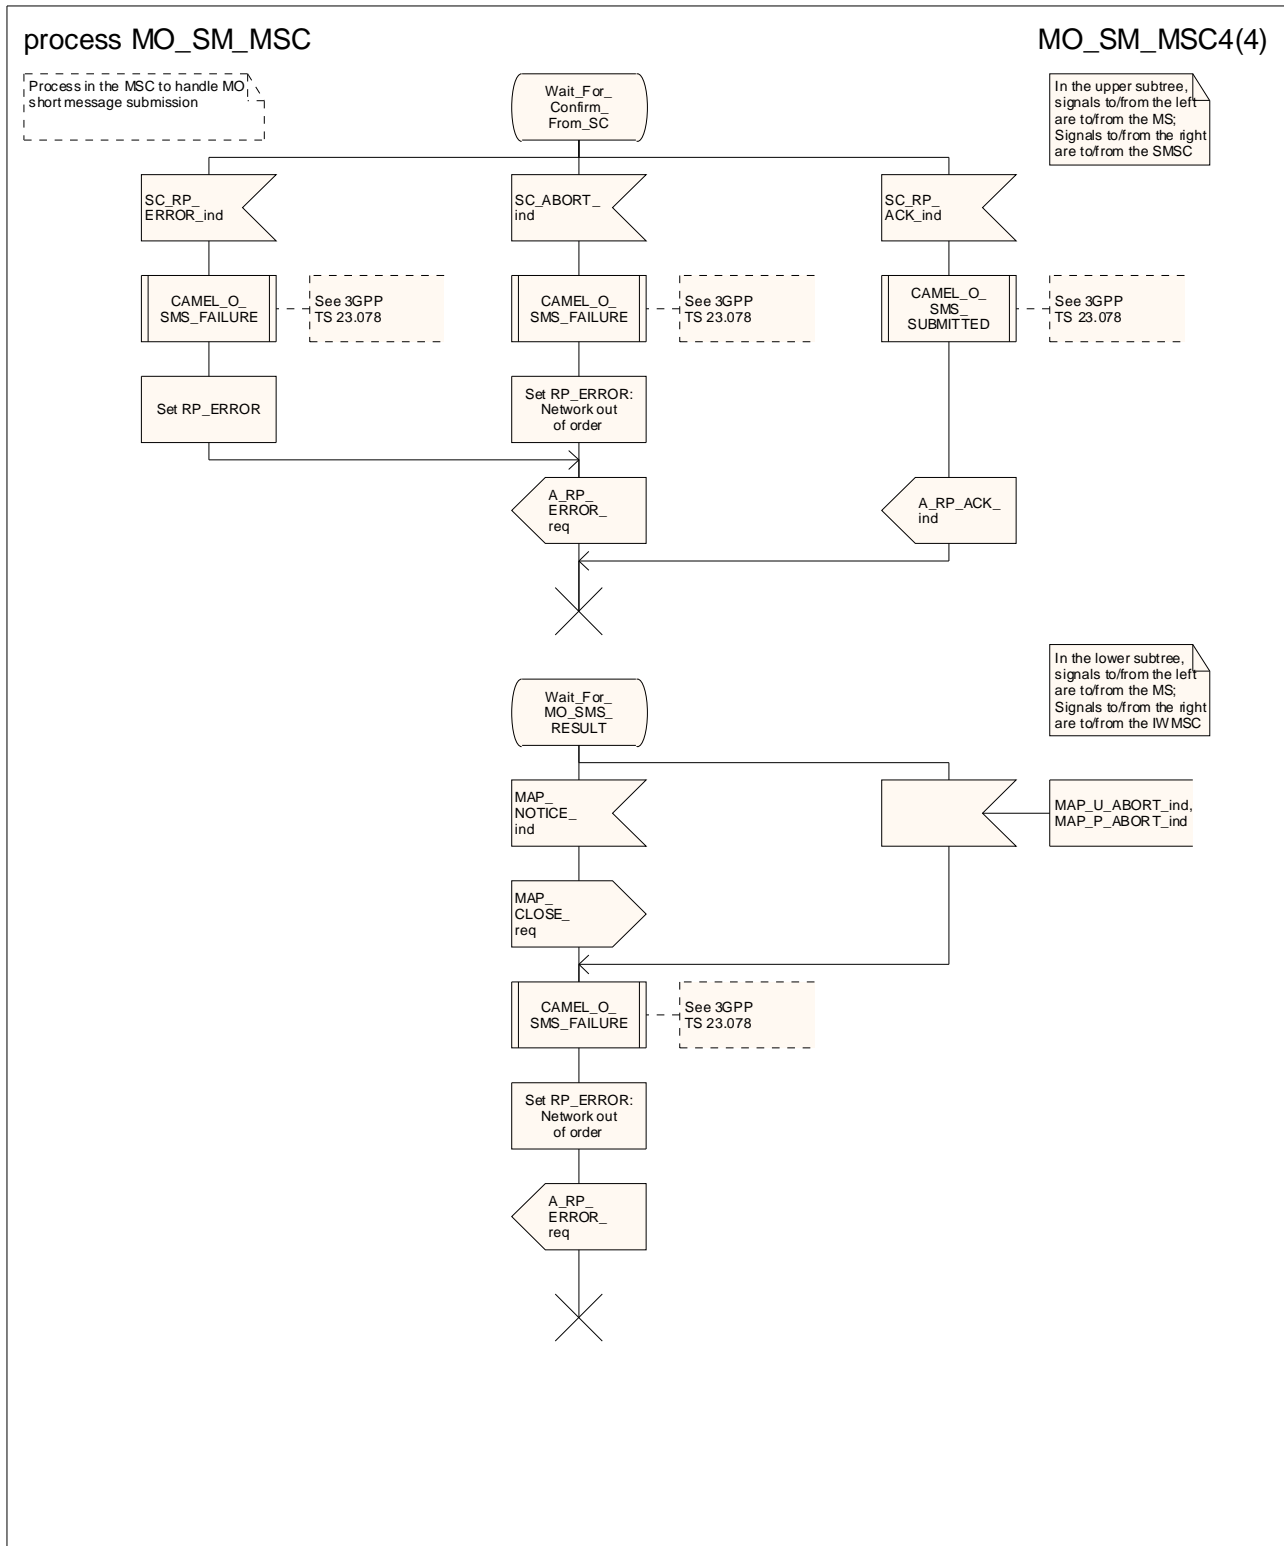 process MO_SM_MSC
MO_SM_MSC4(4)
Process in the MSC to handle MO
short message submission
Wait_For_
Confirm_
From_SC
In the upper subtree,
signals to/from the left
are to/from the MS;
Signals to/from the right
are to/from the SMSC
SC_RP_
ERROR_ind
SC_ABORT_
ind
SC_RP_
ACK_ind
CAMEL_O_
SMS_FAILURE
See 3GPP
TS 23.078
CAMEL_O_
SMS_FAILURE
See 3GPP
TS 23.078
CAMEL_O_
SMS_
SUBMITTED
See 3GPP
TS 23.078
Set RP_ERROR
Set RP_ERROR:
Network out
of order
A_RP_
ERROR_
req
A_RP_ACK_
ind
In the lower subtree,
signals to/from the left
are to/from the MS;
Signals to/from the right
are to/from the IWMSC
Wait_For_
MO_SMS_
RESULT
MAP_
NOTICE_
ind
MAP_U_ABORT_ind,
MAP_P_ABORT_ind
MAP_
CLOSE_
req
CAMEL_O_
SMS_FAILURE
See 3GPP
TS 23.078
Set RP_ERROR:
Network out
of order
A_RP_
ERROR_
req